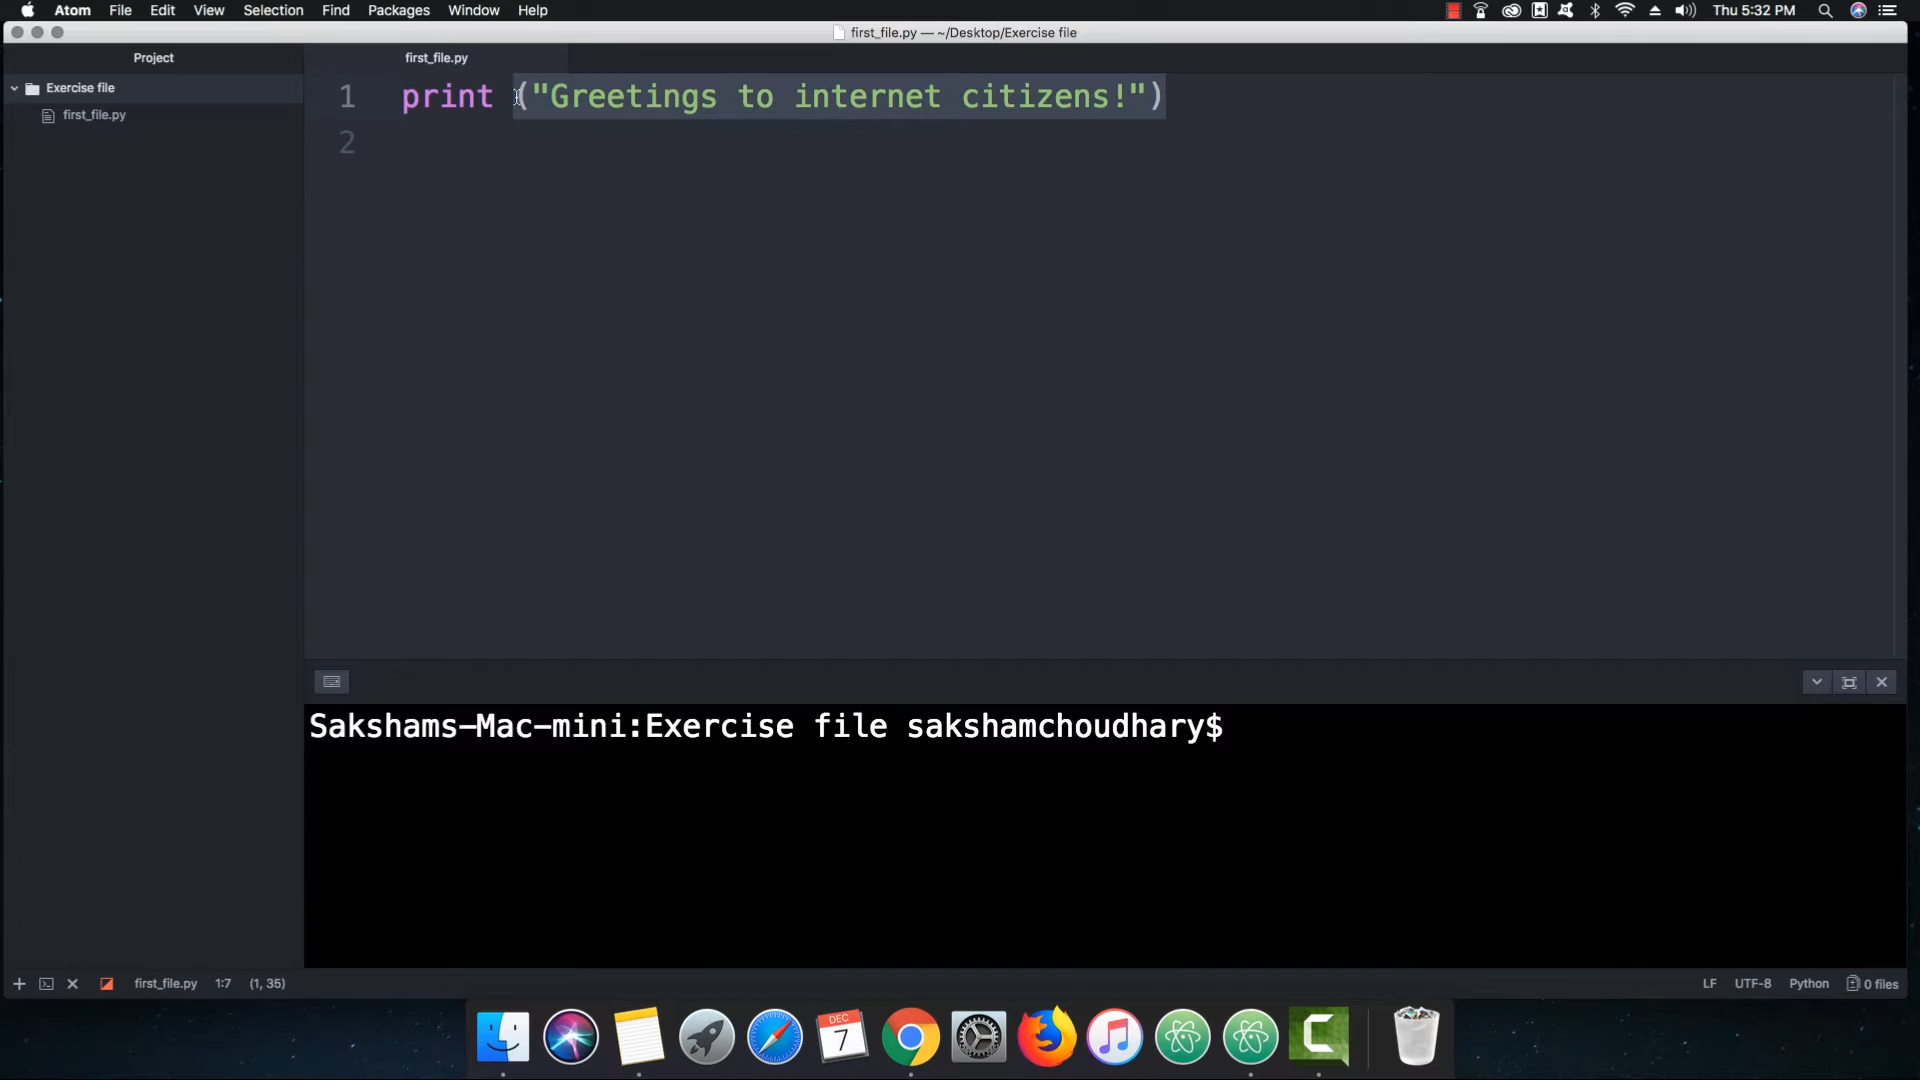 Atom File Edit View Selection Find Packages Window Help Thu 5:32 PM
first_file.py — ~/Desktop/Exercise file
Project
first_file.py
Exercise file
first_file.py
1 print ("Greetings to internet citizens!")
2
Sakshams-Mac-mini:Exercise file sakshamchoudhary$
first_file.py 1:7 (1, 35) LF UTF-8 Python 0 files
DEC
7